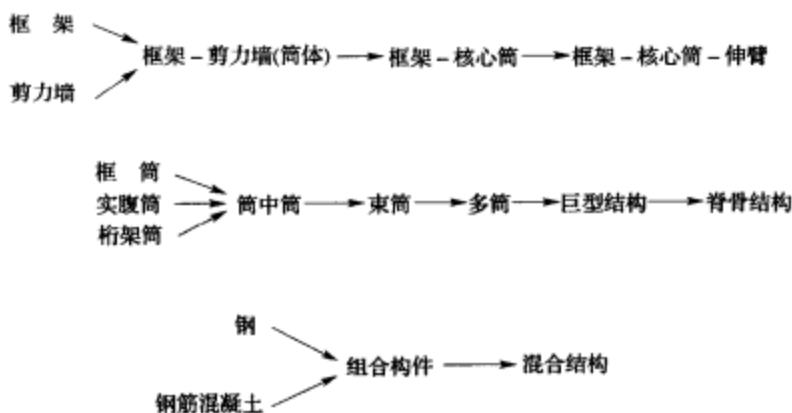 框 架
框架－剪力墙(筒体) 框架－核心筒 框架－核心筒－伸臂
剪力墙
框 筒
实腹筒 筒中筒 束筒 多筒 巨型结构 脊骨结构
桁架筒
钢
组合构件 混合结构
钢筋混凝土